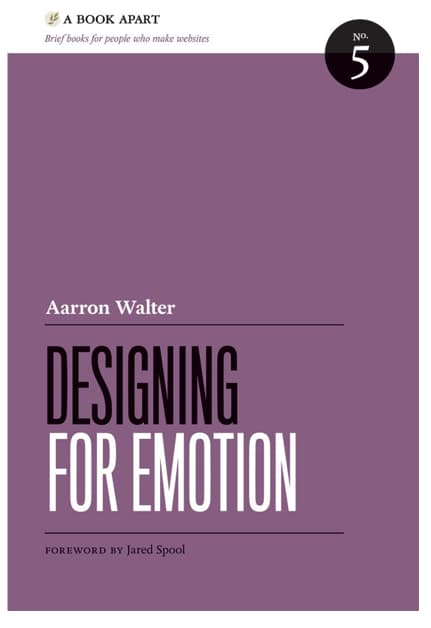 A BOOK APART
Brief books for people who make websites
No.
5
Aarron Walter
DESIGNING
FOR EMOTION
FOREWORD BY Jared Spool